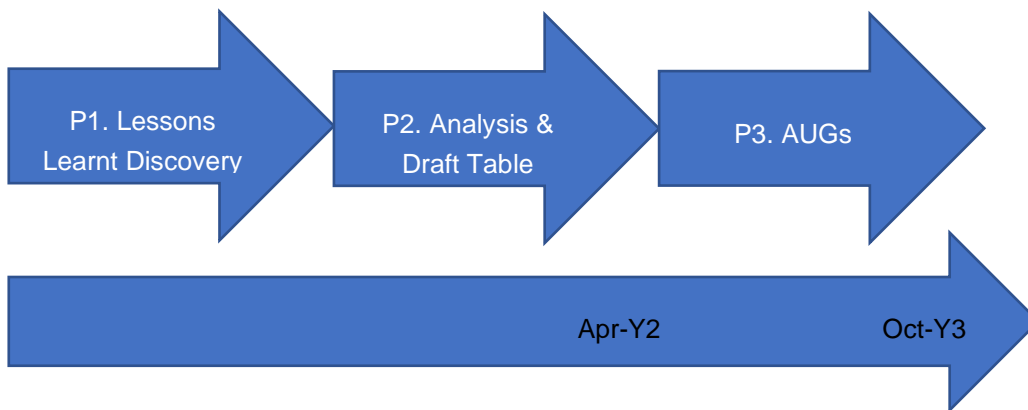 P1. Lessons
Learnt Discovery
P2. Analysis &
Draft Table
P3. AUGs
Apr-Y2
Oct-Y3